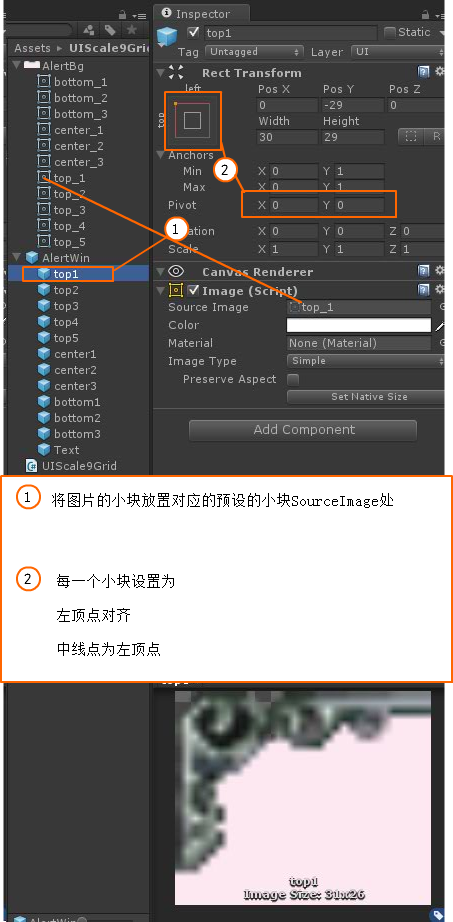 Inspector
top1
Static
Tag Untagged Layer UI
Assets ▸ UIScale9Grid
Rect Transform
left Pos X Pos Y Pos Z
top
0 -29 0
Width Height
30 29
R
Anchors
Min X 0 Y 1
Max X 0 Y 1
Pivot X 0 Y 0
ation X 0 Y 0 Z 0
Scale X 1 Y 1 Z 1
Canvas Renderer
Image (Script)
Source Image top_1
Color
Material None (Material)
Image Type Simple
Preserve Aspect
Set Native Size
Add Component
AlertBg
bottom_1
bottom_2
bottom_3
center_1
center_2
center_3
top_1
top_2
top_3
top_4
top_5
AlertWin
top1
top2
top3
top4
top5
center1
center2
center3
bottom1
bottom2
bottom3
Text
UIScale9Grid
1
2
1 将图片的小块放置对应的预设的小块SourceImage处
2 每一个小块设置为
左顶点对齐
中线点为左顶点
top1
Image Size: 31x26
AlertWin